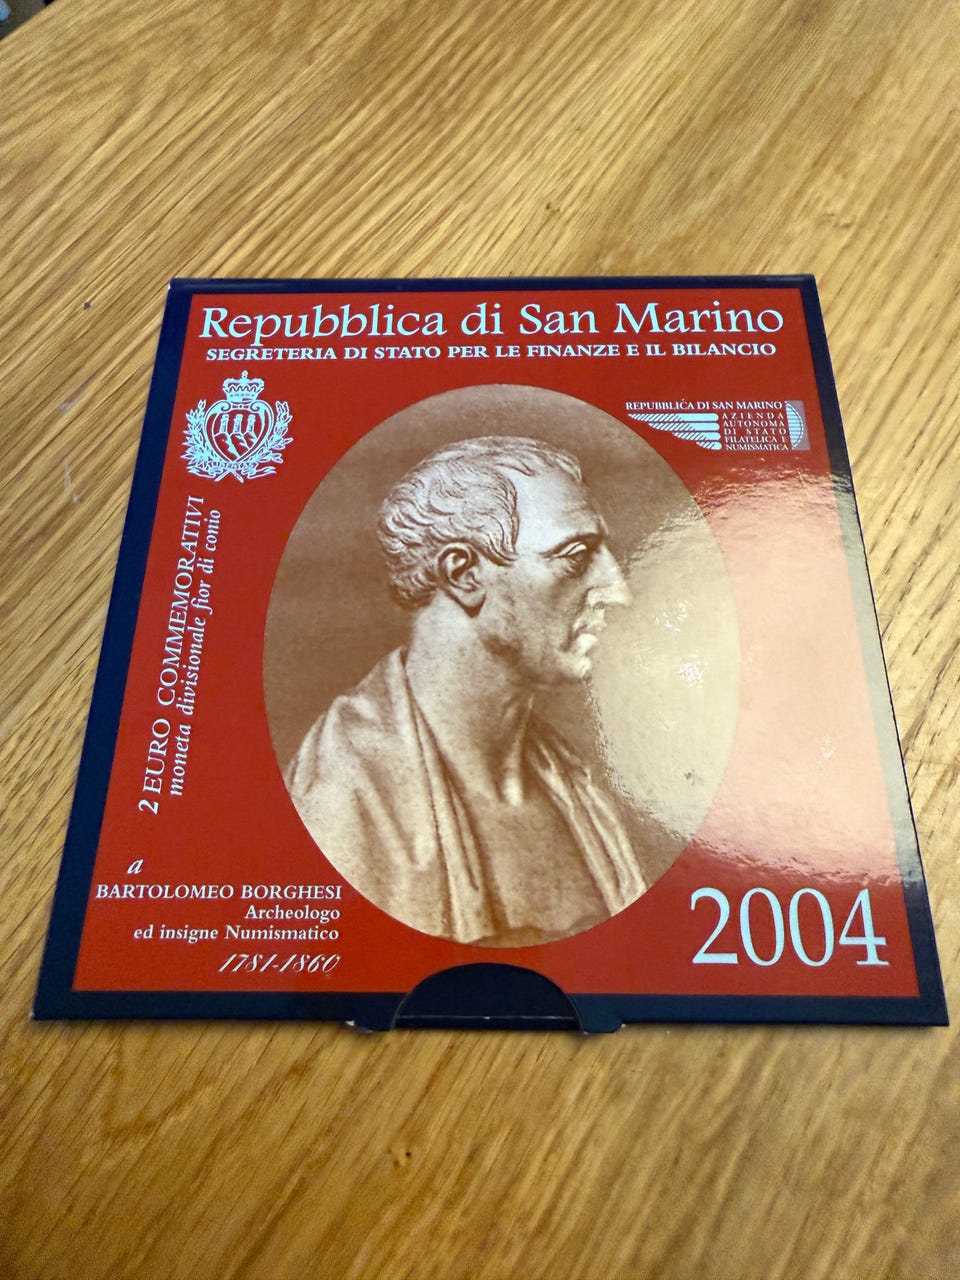 Repubblica di San Marino
SEGRETERIA DI STATO PER LE FINANZE E IL BILANCIO
REPUBBLICA DI SAN MARINO
AZIENDA
AUTONOMA
DI STATO
FILATELICA E
NUMISMATICA
LIBERTAS
2 EURO COMMEMORATIVI
moneta divisionale fior di conio
a
BARTOLOMEO BORGHESI
Archeologo
ed insigne Numismatico
1781-1860
2004